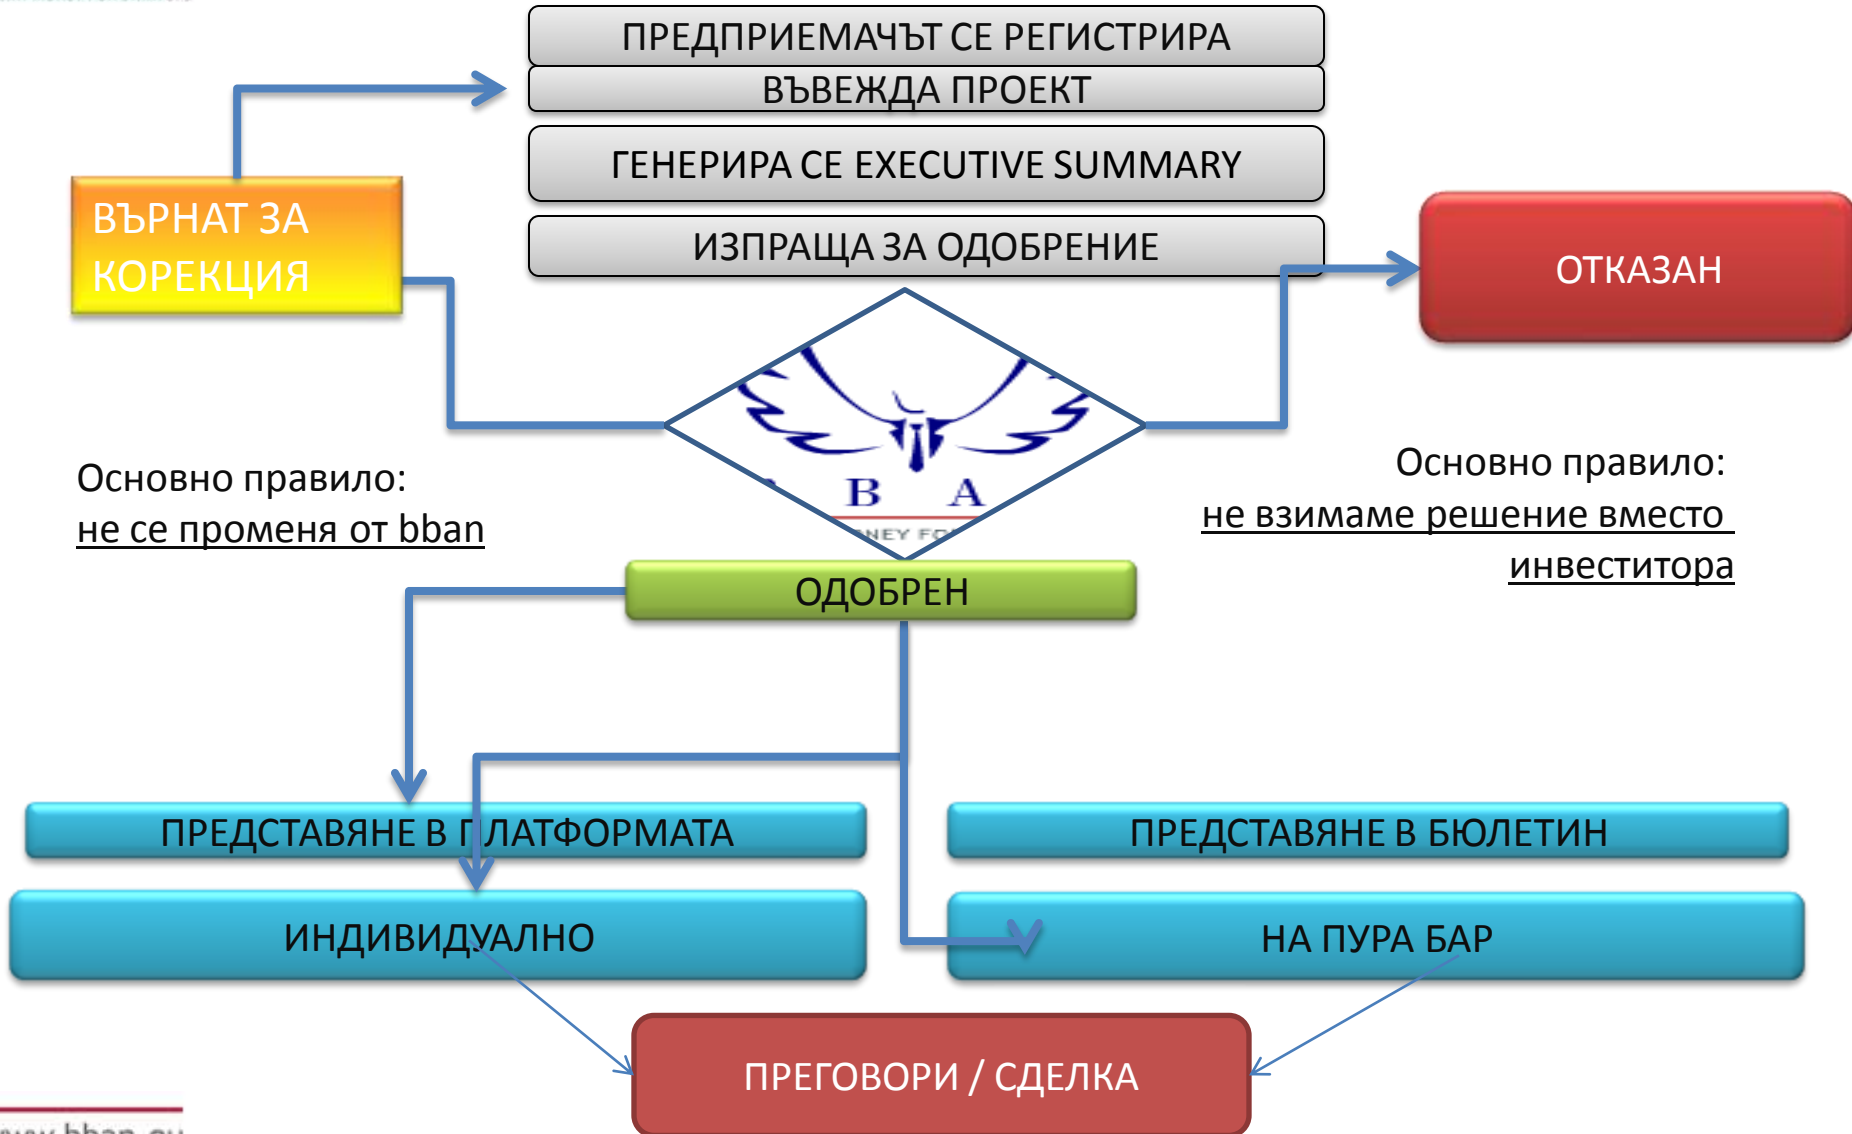 ПРЕДПРИЕМАЧЪТ СЕ РЕГИСТРИРА
ВЪВЕЖДА ПРОЕКТ
ГЕНЕРИРА СЕ EXECUTIVE SUMMARY
ИЗПРАЩА ЗА ОДОБРЕНИЕ
ВЪРНАТ ЗА
КОРЕКЦИЯ
ОТКАЗАН
B A
Основно правило:
не се променя от bban
Основно правило:
не взимаме решение вместо
инвеститора
ОДОБРЕН
ПРЕДСТАВЯНЕ В ПЛАТФОРМАТА
ПРЕДСТАВЯНЕ В БЮЛЕТИН
ИНДИВИДУАЛНО
НА ПУРА БАР
ПРЕГОВОРИ / СДЕЛКА